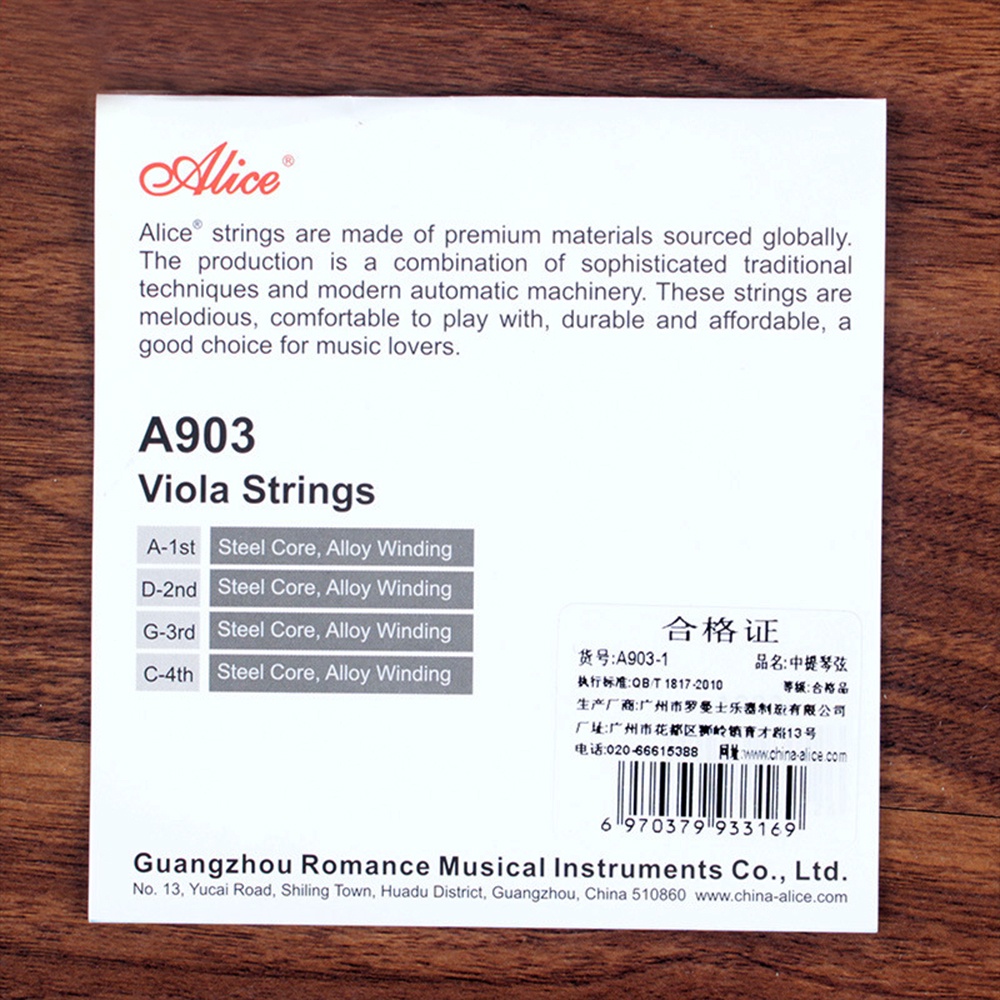 Alice®
Alice® strings are made of premium materials sourced globally.
The production is a combination of sophisticated traditional
techniques and modern automatic machinery. These strings are
melodious, comfortable to play with, durable and affordable, a
good choice for music lovers.
A903
Viola Strings
A-1st Steel Core, Alloy Winding
D-2nd Steel Core, Alloy Winding
G-3rd Steel Core, Alloy Winding
C-4th Steel Core, Alloy Winding
合格证
货号:A903-1 品名:中提琴弦
执行标准:QB/T 1817-2010 等级:合格品
生产厂商:广州市罗曼士乐器制造有限公司
厂址:广州市花都区狮岭镇育才路13号
电话:020-66615388 网址:www.china-alice.com
6 970379 933169
Guangzhou Romance Musical Instruments Co., Ltd.
No. 13, Yucai Road, Shiling Town, Huadu District, Guangzhou, China 510860 www.china-alice.com